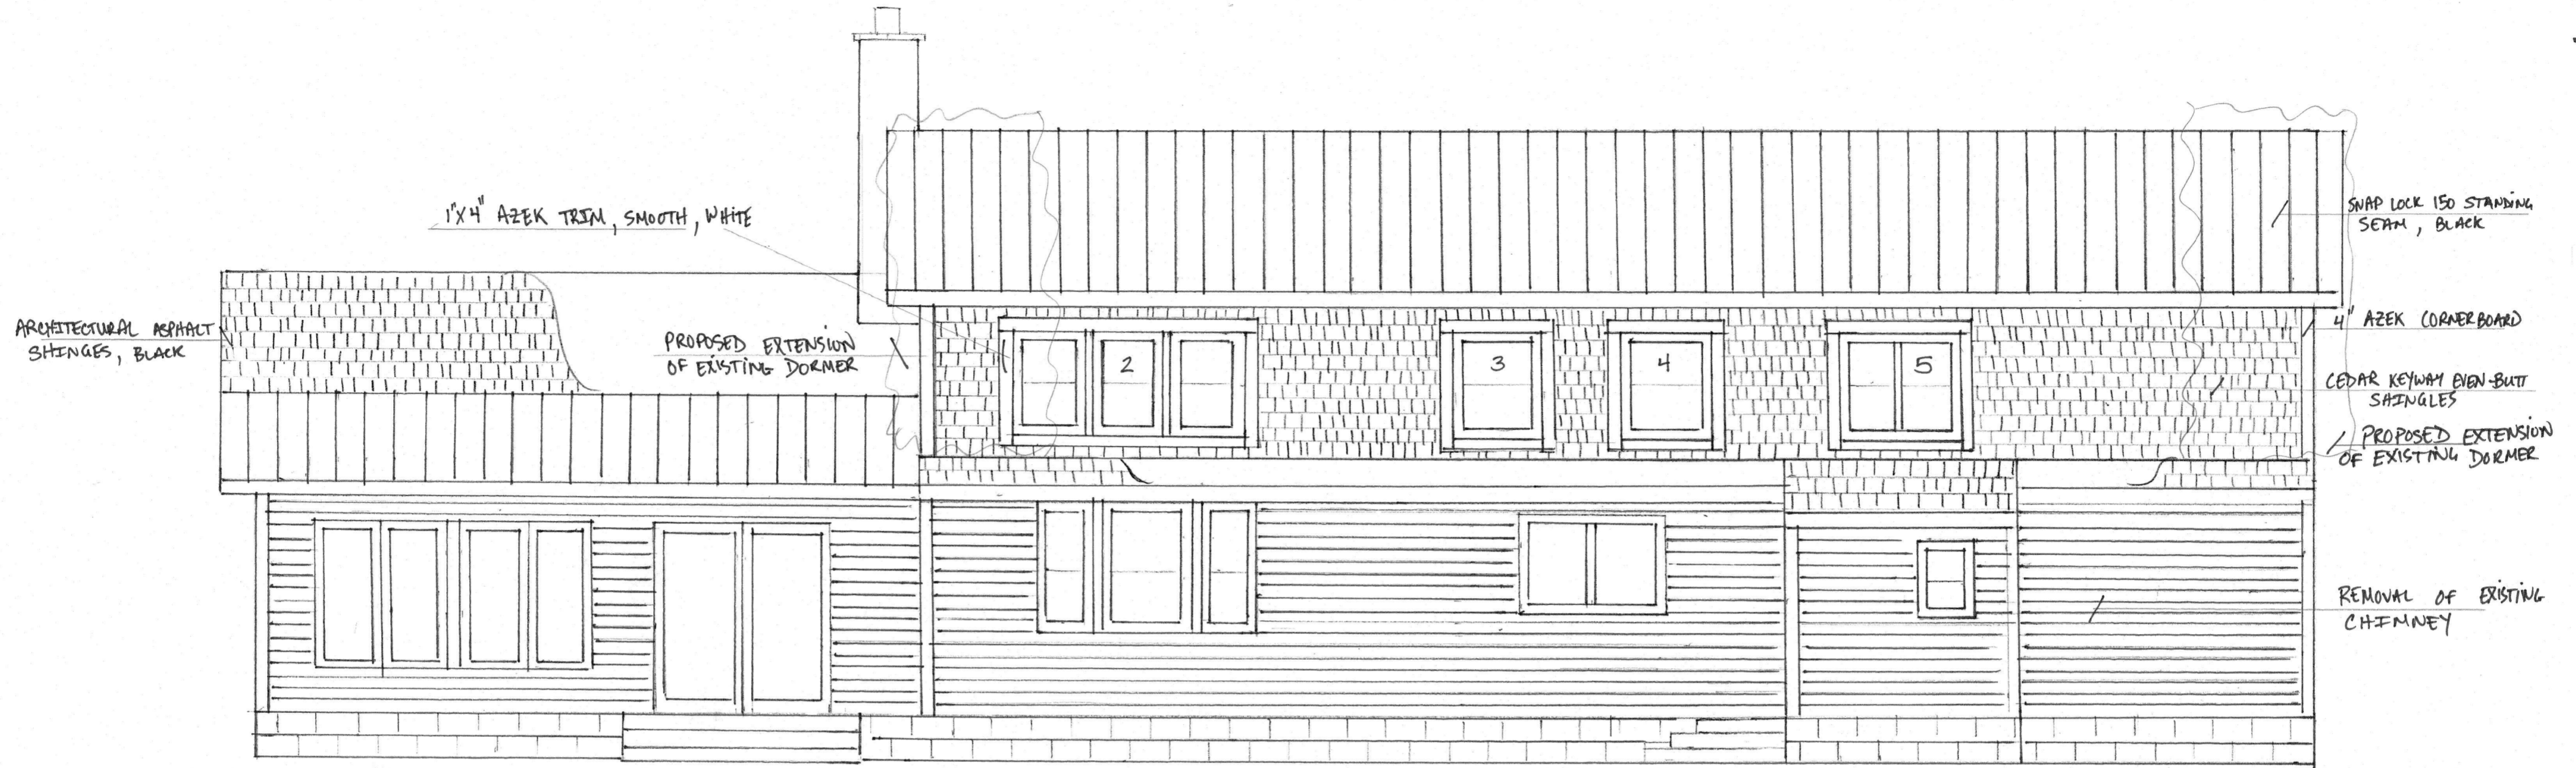 1"X4" AZEK TRIM, SMOOTH, WHITE
SNAP LOCK 150 STANDING
SEAM, BLACK
ARCHITECTURAL ASPHALT
SHINGES, BLACK
PROPOSED EXTENSION
OF EXISTING DORMER
2
3
4
5
4" AZEK CORNERBOARD
CEDAR KEYWAY EVEN-BUTT
SHINGLES
PROPOSED EXTENSION
OF EXISTING DORMER
REMOVAL OF EXISTING
CHIMNEY